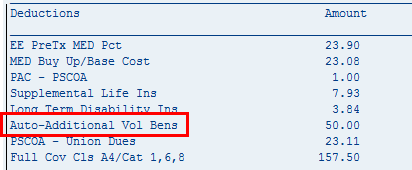 Deductions Amount
EE PreTx MED Pct 23.90
MED Buy Up/Base Cost 23.08
PAC - PSCOA 1.00
Supplemental Life Ins 7.93
Long Term Disability Ins 3.84
Auto-Additional Vol Bens 50.00
PSCOA - Union Dues 23.11
Full Cov Cls A4/Cat 1,6,8 157.50